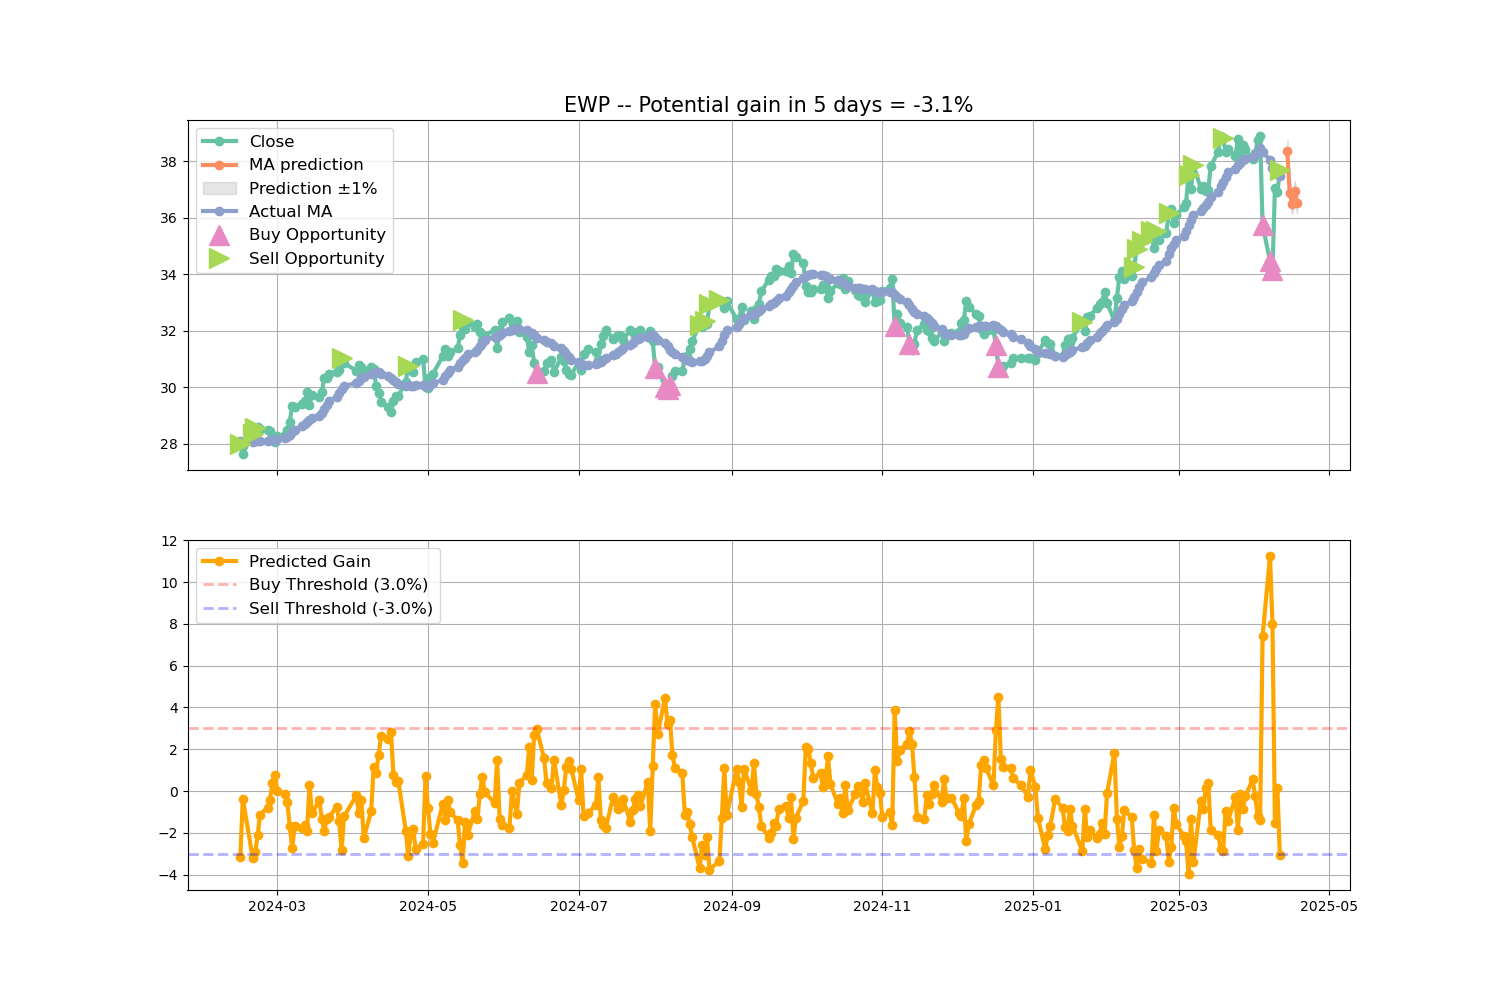 EWP -- Potential gain in 5 days = -3.1%
Close
MA prediction
Prediction ±1%
Actual MA
Buy Opportunity
Sell Opportunity
38
36
34
32
30
28
12
10
8
6
4
2
0
−2
−4
Predicted Gain
Buy Threshold (3.0%)
Sell Threshold (-3.0%)
2024-03 2024-05 2024-07 2024-09 2024-11 2025-01 2025-03 2025-05